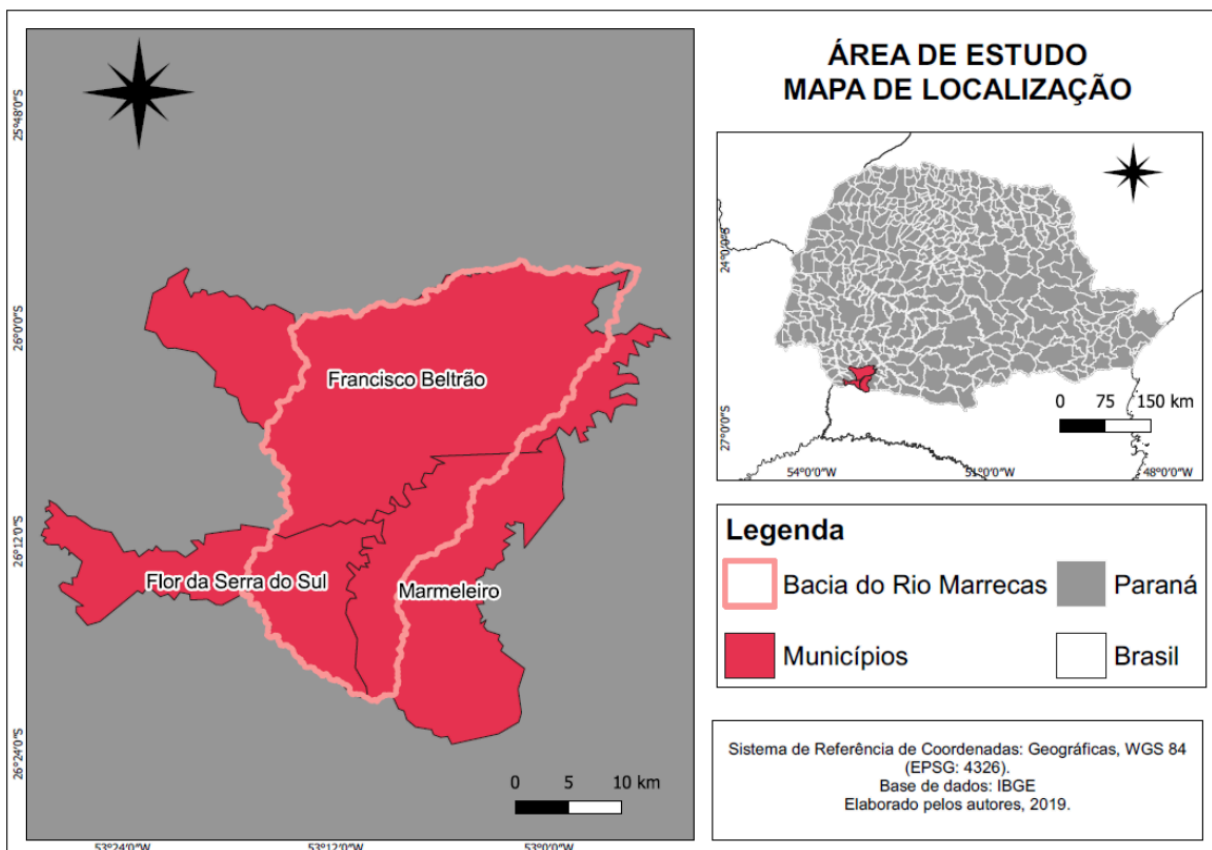 ÁREA DE ESTUDO
MAPA DE LOCALIZAÇÃO
25°48'0"S
26°0'0"S
26°12'0"S
26°24'0"S
Francisco Beltrão
Flor da Serra do Sul
Marmeleiro
0 5 10 km
53°24'0"W
53°12'0"W
53°0'0"W
24°0'0"S
27°0'0"S
0 75 150 km
54°0'0"W
51°0'0"W
48°0'0"W
Legenda
Bacia do Rio Marrecas
Paraná
Municípios
Brasil
Sistema de Referência de Coordenadas: Geográficas, WGS 84
(EPSG: 4326).
Base de dados: IBGE
Elaborado pelos autores, 2019.